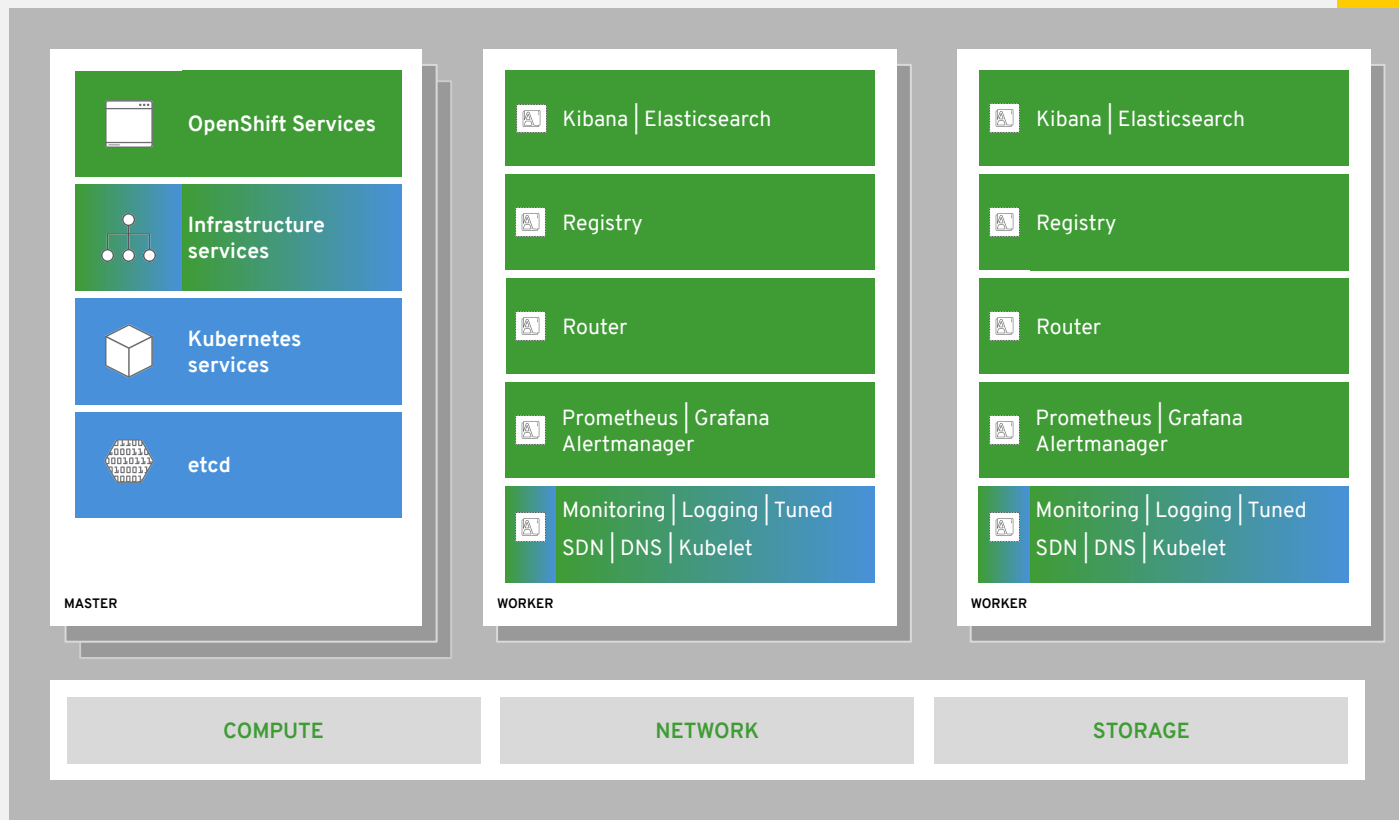 OpenShift Services
Infrastructure
services
Kubernetes
services
etcd
MASTER
Kibana | Elasticsearch
Registry
Router
Prometheus | Grafana
Alertmanager
Monitoring | Logging | Tuned
SDN | DNS | Kubelet
WORKER
Kibana | Elasticsearch
Registry
Router
Prometheus | Grafana
Alertmanager
Monitoring | Logging | Tuned
SDN | DNS | Kubelet
WORKER
COMPUTE
NETWORK
STORAGE